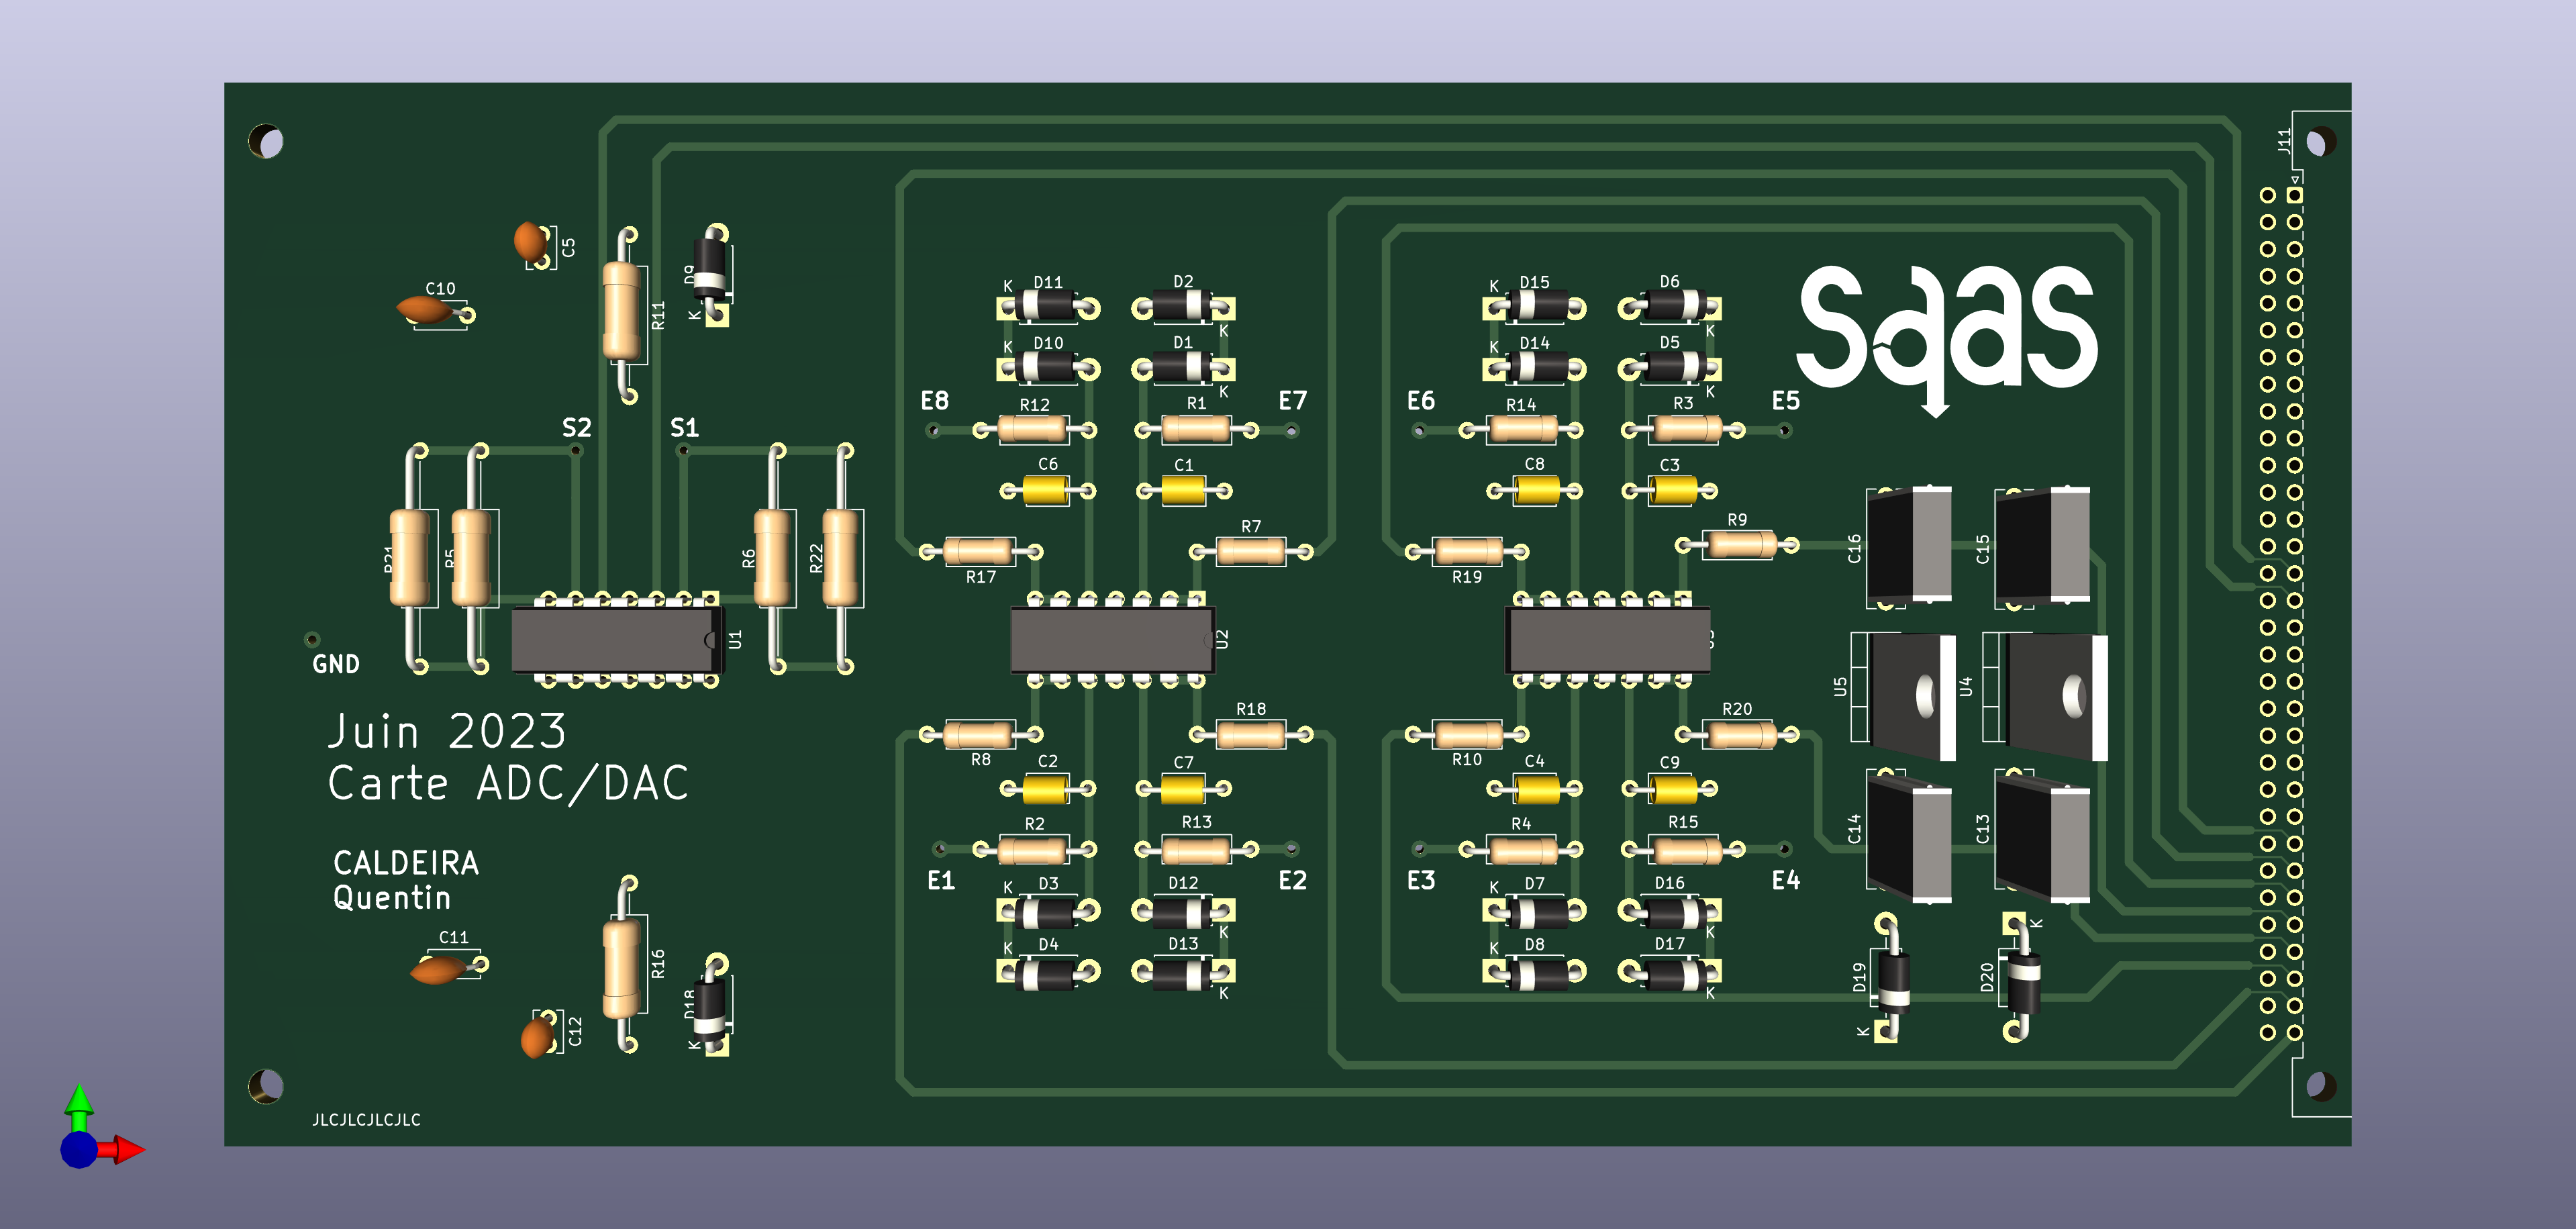 J11
C5
D9
K
C10
R11
K D11
D2
K D15
D6
K
K
K D10
D1
K D14
D5
K
K
sqas
E8
R12
R1
E7
E6
R14
R3
E5
S2
S1
C6
C1
C8
C3
R21
R5
R6
R22
R17
R7
R19
R9
C16
C15
U1
U2
GND
U5
U4
R8
R18
R10
R20
Juin 2023
Carte ADC/DAC
C2
C7
C4
C9
R2
R13
R4
R15
C14
C13
CALDEIRA
Quentin
E1
E2
E3
E4
K D3
D12
K D7
D16
K
K
K
C11
R16
K D4
D13
K D8
D17
K
K
D19
D20
D18
K
C12
K
JLCJLCJLCJLC